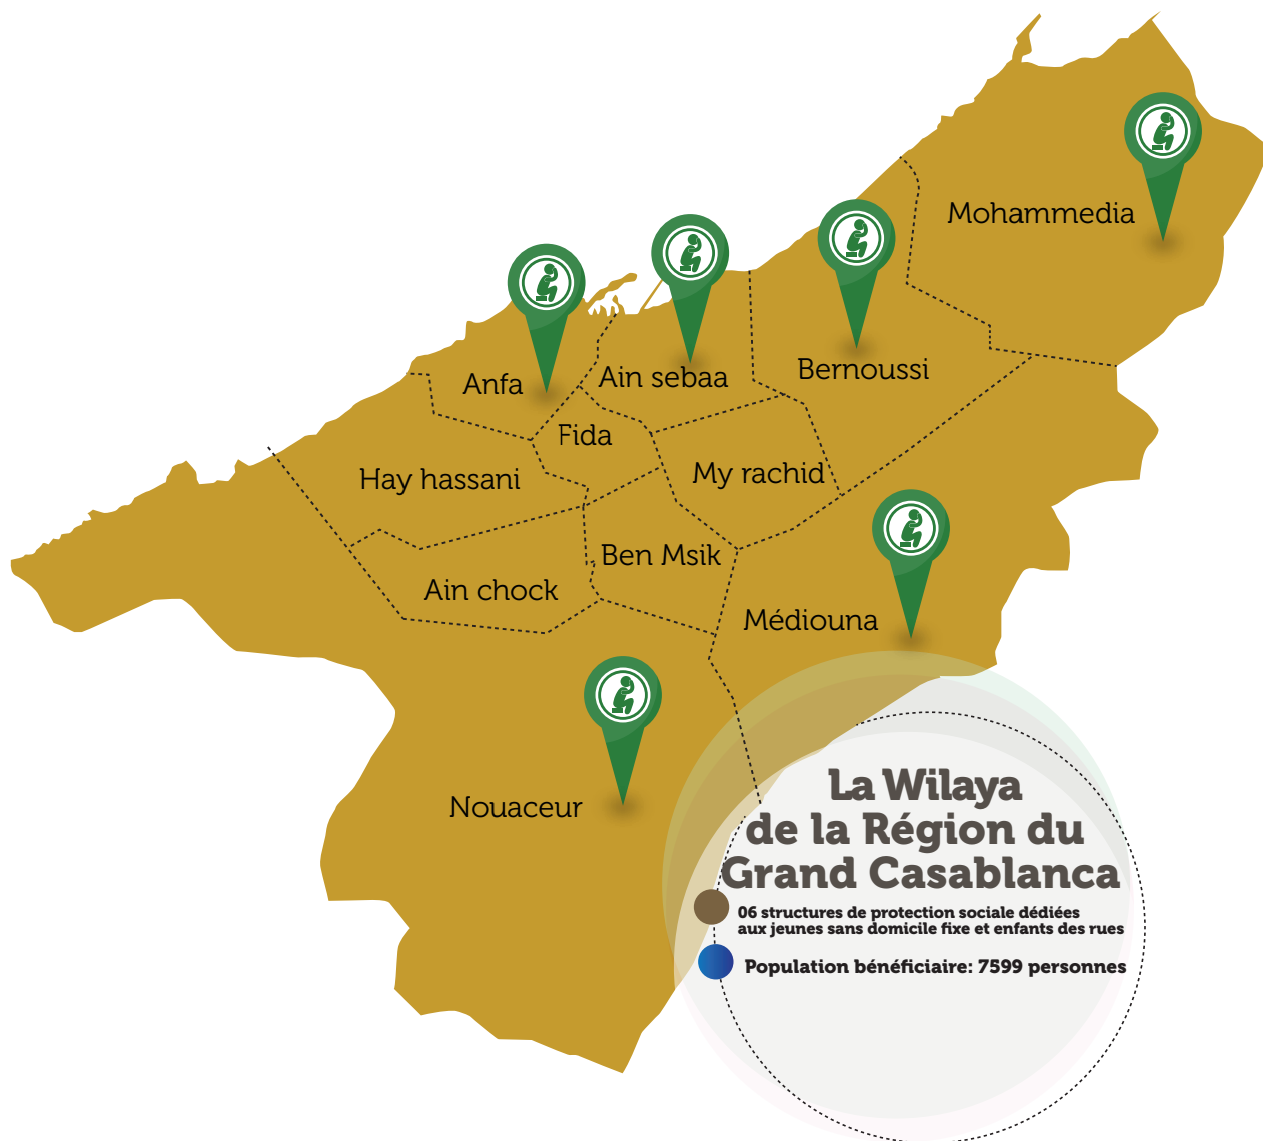 Mohammedia
Bernoussi
Ain sebaa
Anfa
Fida
My rachid
Hay hassani
Ben Msik
Ain chock
Médiouna
Nouaceur
La Wilaya
de la Région du
Grand Casablanca
06 structures de protection sociale dédiées
aux jeunes sans domicile fixe et enfants des rues
Population bénéficiaire: 7599 personnes